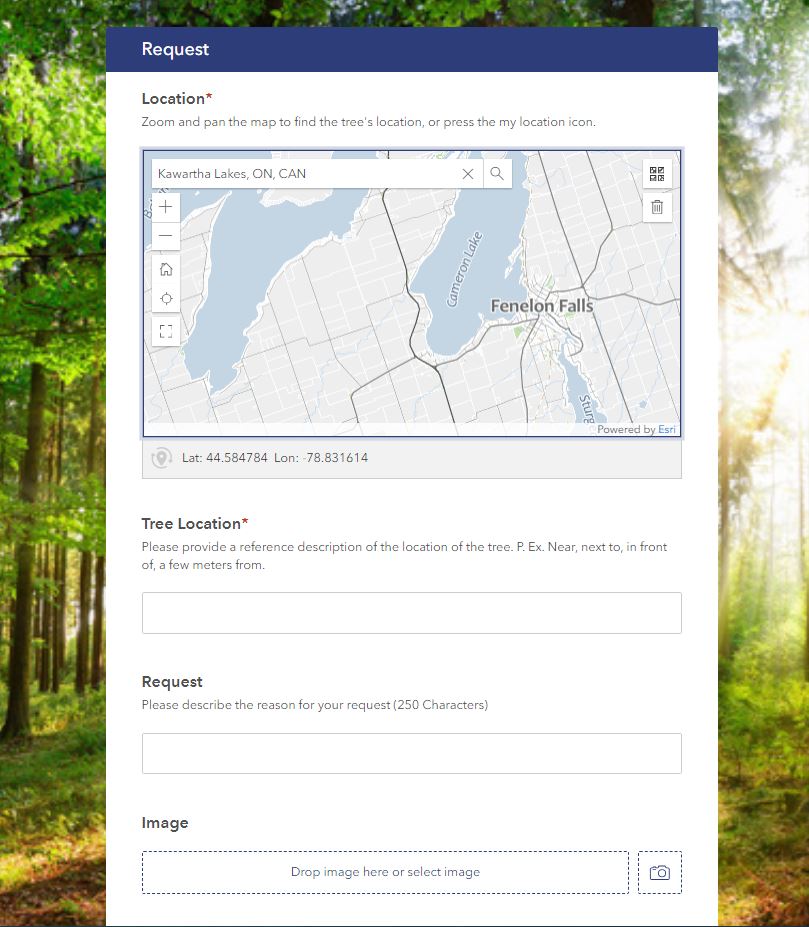 Request
Location*
Zoom and pan the map to find the tree's location, or press the my location icon.
Kawartha Lakes, ON, CAN
Cameron Lake
Fenelon Falls
Sturg
Powered by Esri
Lat: 44.584784 Lon: -78.831614
Tree Location*
Please provide a reference description of the location of the tree. P. Ex. Near, next to, in front
of, a few meters from.
Request
Please describe the reason for your request (250 Characters)
Image
Drop image here or select image